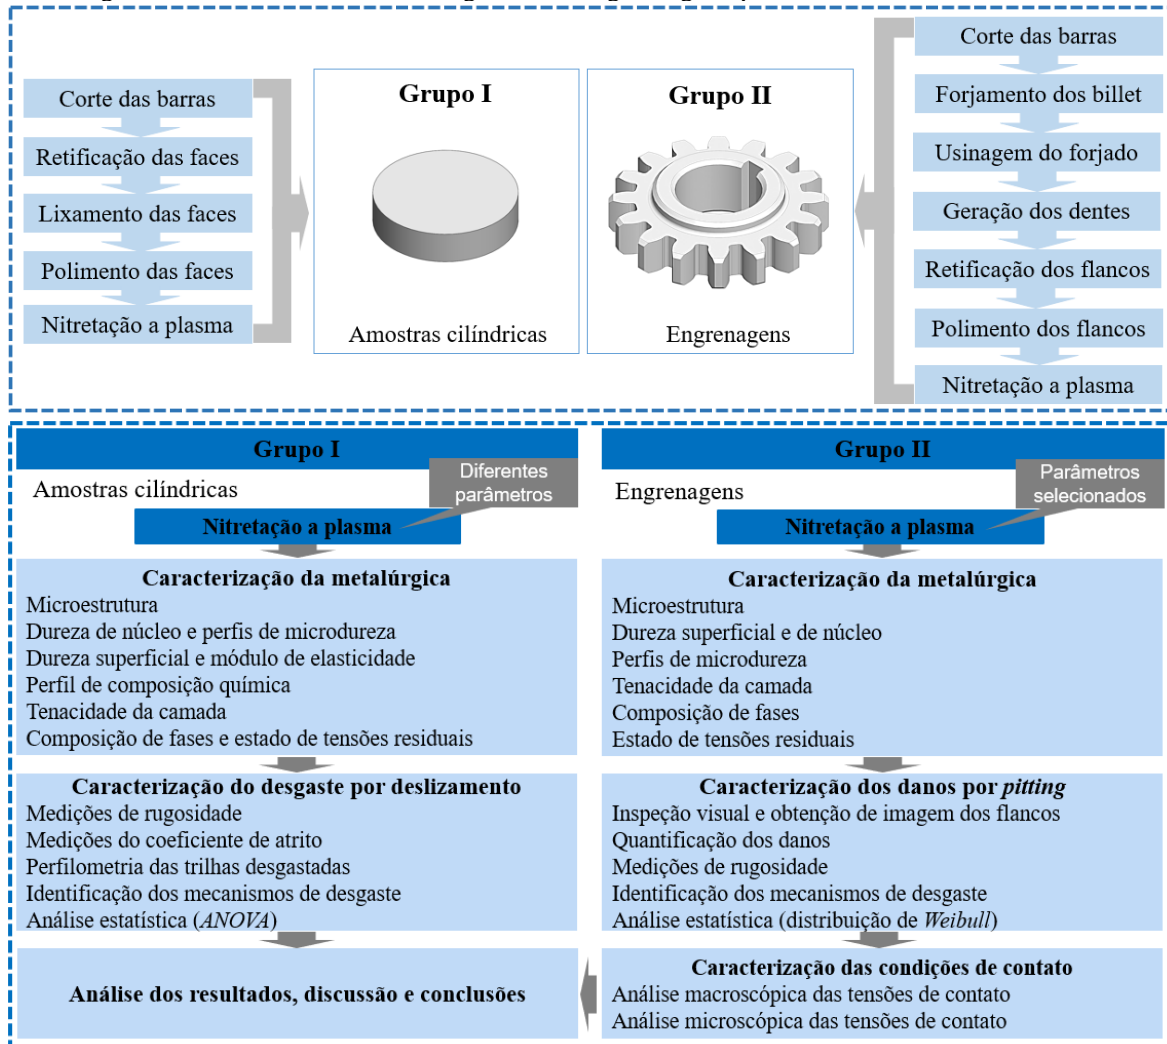 Corte das barras
Retificação das faces
Lixamento das faces
Polimento das faces
Nitretação a plasma
Grupo I
Amostras cilíndricas
Grupo II
Engrenagens
Corte das barras
Forjamento dos billet
Usinagem do forjado
Geração dos dentes
Retificação dos flancos
Polimento dos flancos
Nitretação a plasma
Grupo I
Diferentes
parâmetros
Amostras cilíndricas
Nitretação a plasma
Caracterização da metalúrgica
Microestrutura
Dureza de núcleo e perfis de microdureza
Dureza superficial e módulo de elasticidade
Perfil de composição química
Tenacidade da camada
Composição de fases e estado de tensões residuais
Caracterização do desgaste por deslizamento
Medições de rugosidade
Medições do coeficiente de atrito
Perfilometria das trilhas desgastadas
Identificação dos mecanismos de desgaste
Análise estatística (ANOVA)
Análise dos resultados, discussão e conclusões
Grupo II
Parâmetros
selecionados
Engrenagens
Nitretação a plasma
Caracterização da metalúrgica
Microestrutura
Dureza superficial e de núcleo
Perfis de microdureza
Tenacidade da camada
Composição de fases
Estado de tensões residuais
Caracterização dos danos por pitting
Inspeção visual e obtenção de imagem dos flancos
Quantificação dos danos
Medições de rugosidade
Identificação dos mecanismos de desgaste
Análise estatística (distribuição de Weibull)
Caracterização das condições de contato
Análise macroscópica das tensões de contato
Análise microscópica das tensões de contato